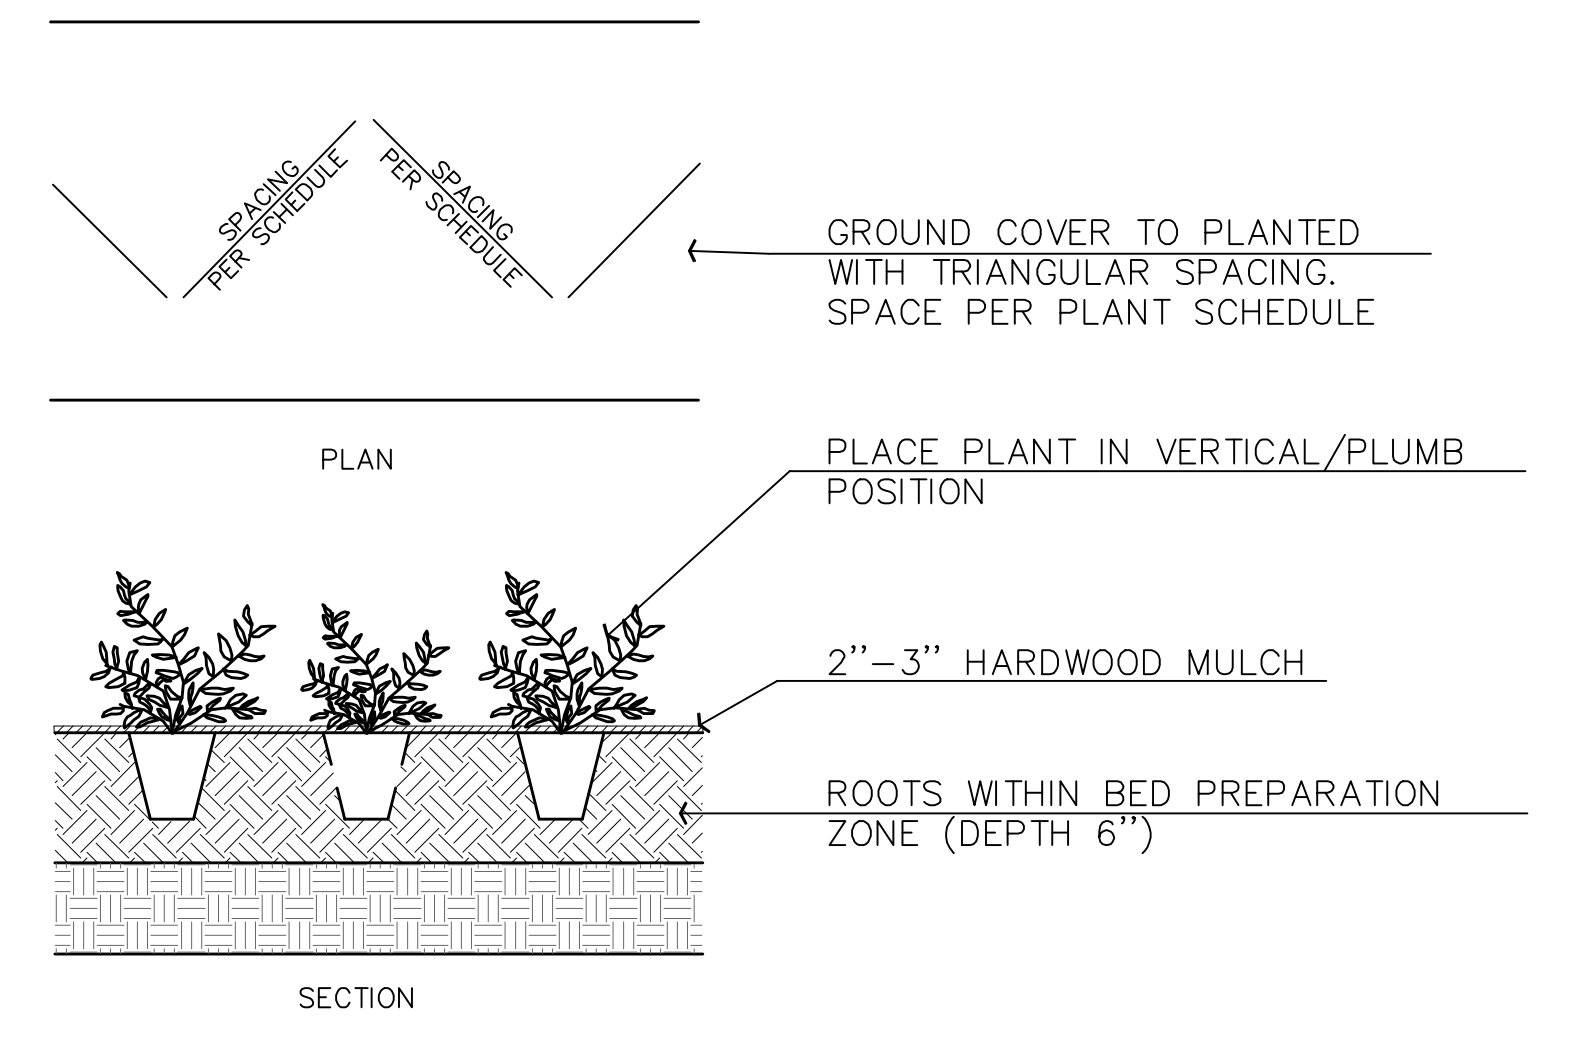 SPACING
PER SCHEDULE
SPACING
PER SCHEDULE
GROUND COVER TO PLANTED
WITH TRIANGULAR SPACING.
SPACE PER PLANT SCHEDULE
PLAN
PLACE PLANT IN VERTICAL/PLUMB
POSITION
2’’–3’’ HARDWOOD MULCH
ROOTS WITHIN BED PREPARATION
ZONE (DEPTH 6’’)
SECTION